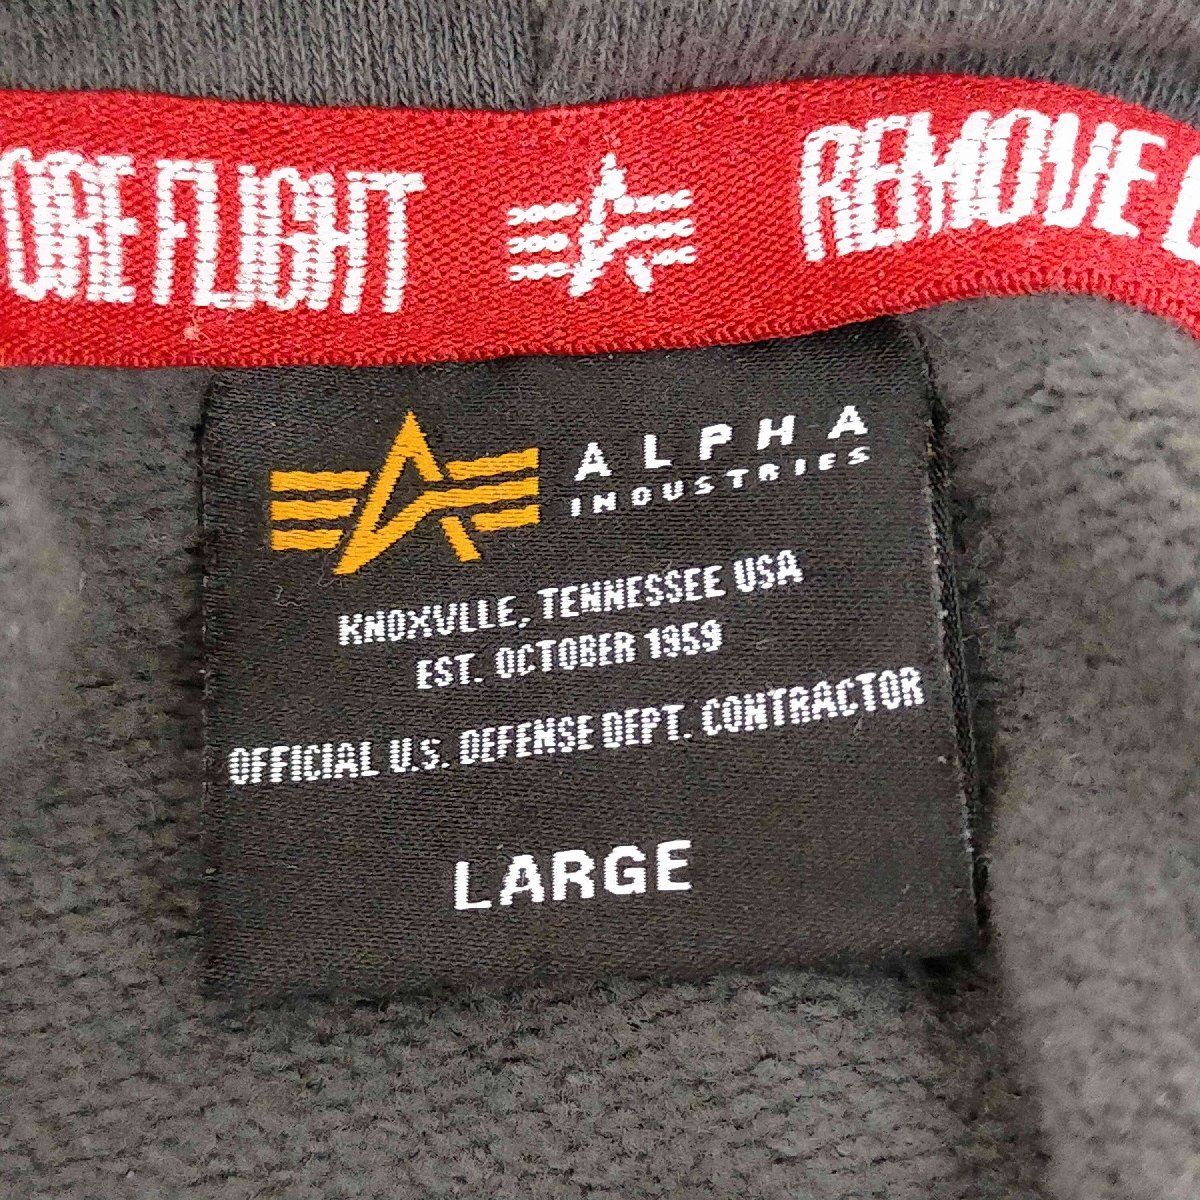 ORE FLIGHT REMOVE
ALPHA
INDUSTRIES
KNOXVLLE, TENNESSEE USA
EST. OCTOBER 1959
OFFICIAL U.S. DEFENSE DEPT. CONTRACTOR
LARGE